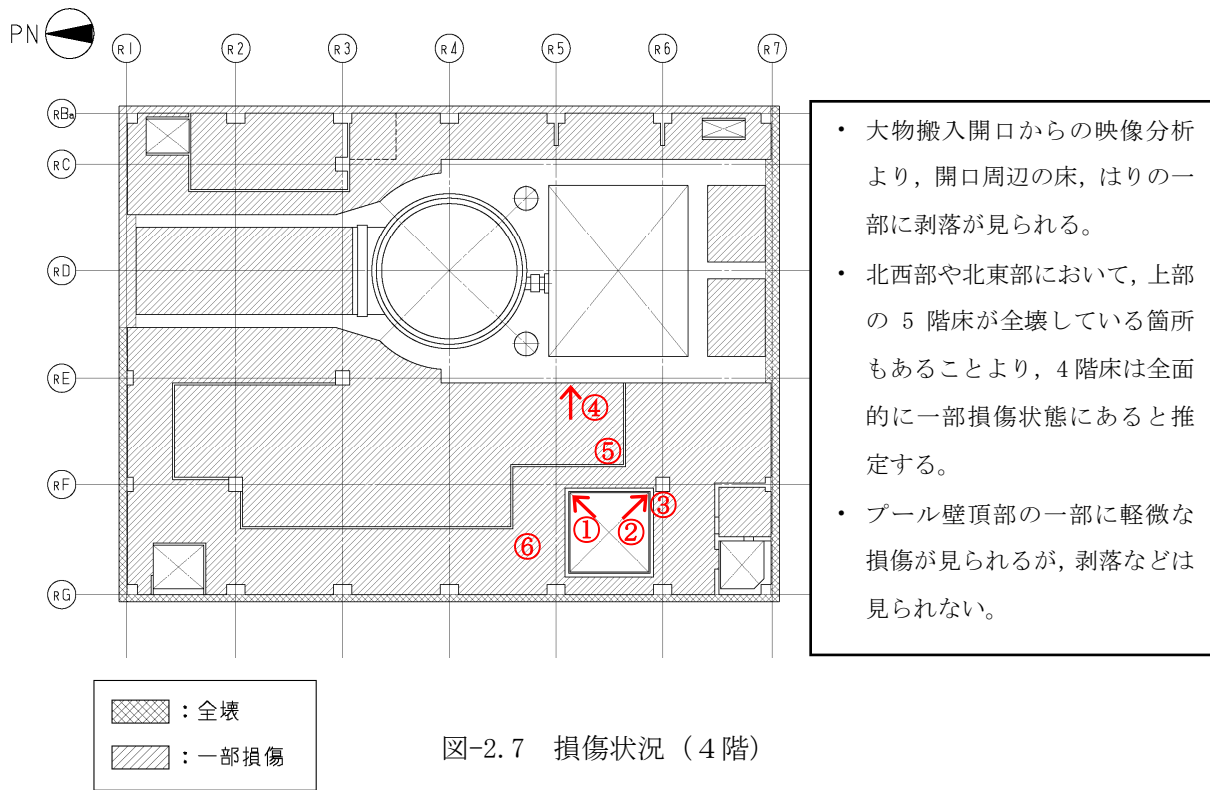 PN
R1
R2
R3
R4
R5
R6
R7
RBa
RC
RD
RE
RF
RG
④
⑤
③
①
②
⑥
・ 大物搬入開口からの映像分析
より，開口周辺の床，はりの一
部に剥落が見られる。
・ 北西部や北東部において，上部
の 5 階床が全壊している箇所
もあることより，4 階床は全面
的に一部損傷状態にあると推
定する。
・ プール壁頂部の一部に軽微な
損傷が見られるが，剥落などは
見られない。
：全壊
：一部損傷
図-2.7 損傷状況（４階）